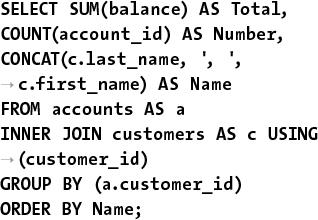 SELECT SUM(balance) AS Total,
COUNT(account_id) AS Number,
CONCAT(c.last_name, ', ',
→c.first_name) AS Name
FROM accounts AS a
INNER JOIN customers AS c USING
→(customer_id)
GROUP BY (a.customer_id)
ORDER BY Name;